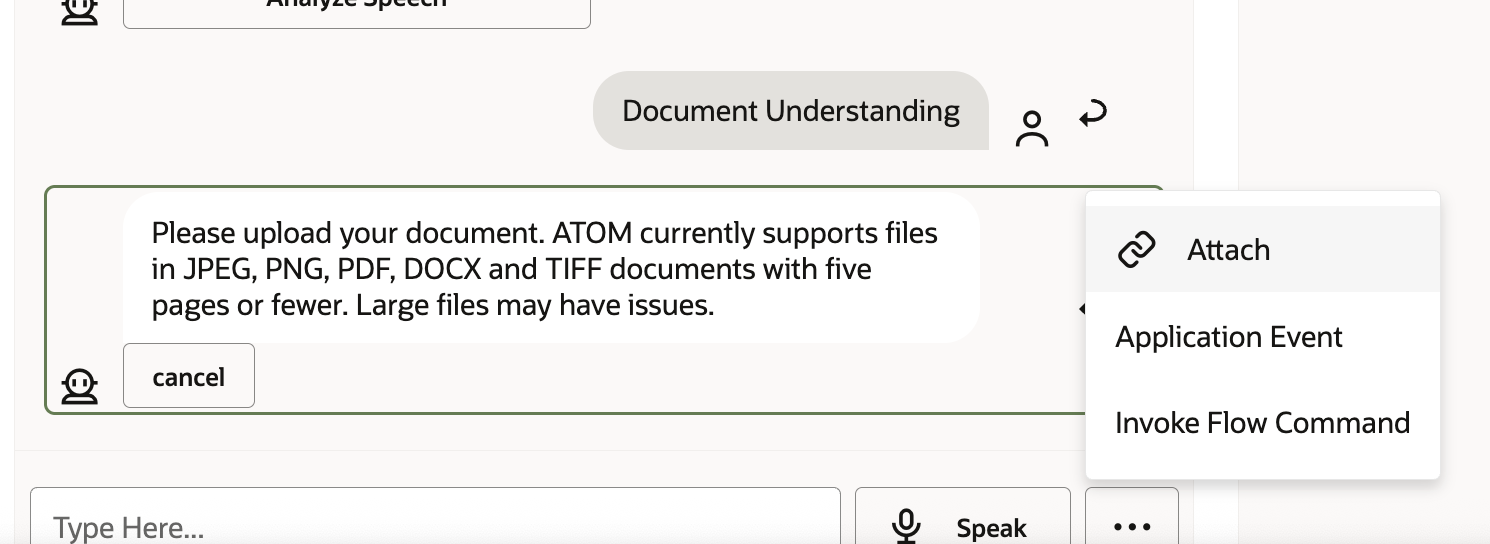 Analyze Speech
Document Understanding
Please upload your document. ATOM currently supports files
in JPEG, PNG, PDF, DOCX and TIFF documents with five
pages or fewer. Large files may have issues.
cancel
Attach
Application Event
Invoke Flow Command
Type Here...
Speak